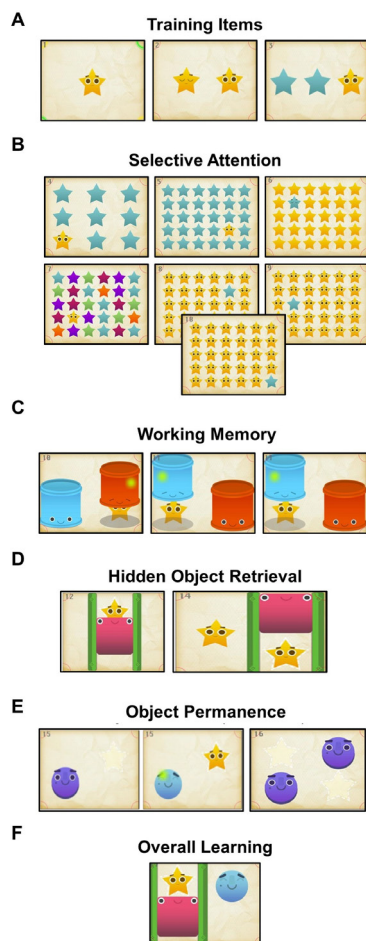 A
Training Items
1 2 3
B
Selective Attention
4 5 6
7 8 9
18
C
Working Memory
10
D
Hidden Object Retrieval
12 14
E
Object Permanence
15 15 16
F
Overall Learning